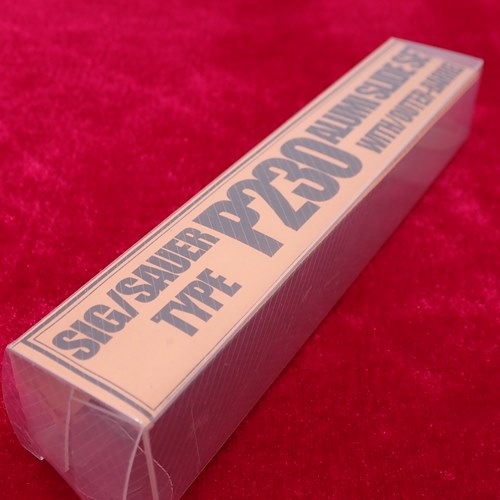 SIG/SAUER
TYPE
P230
ALUMI SLIDE SET
WITH/OUTER-BARREL